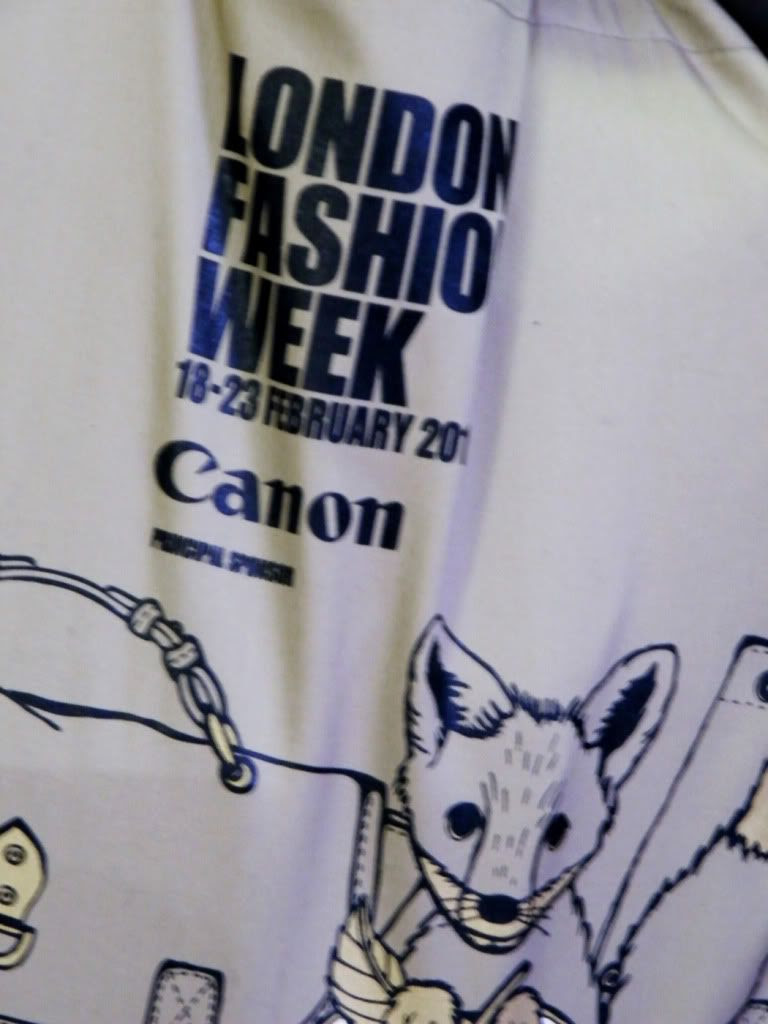 LONDON
FASHIO
WEEK
18-23 FEBRUARY 201
Canon
PRINCIPAL SPONSOR